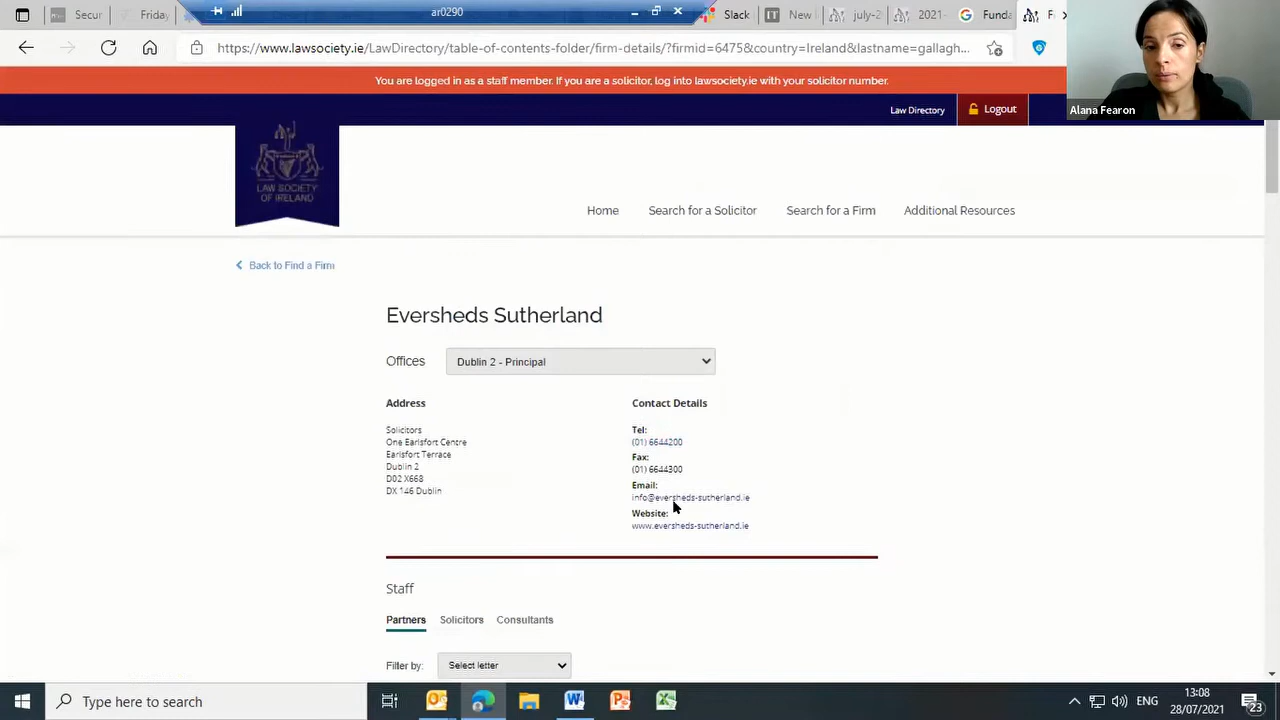 Secur
Friday
ar0290
Slack
New
july-2
2021-
Funda
F
https://www.lawsociety.ie/LawDirectory/table-of-contents-folder/firm-details/?firmid=6475&country=Ireland&lastname=gallagh...
Alana Fearon
You are logged in as a staff member. If you are a solicitor, log into lawsociety.ie with your solicitor number.
Law Directory
Logout
LAW SOCIETY
OF IRELAND
Home
Search for a Solicitor
Search for a Firm
Additional Resources
Back to Find a Firm
Eversheds Sutherland
Offices
Dublin 2 - Principal
Address
Solicitors
One Earlsfort Centre
Earlsfort Terrace
Dublin 2
D02 X668
DX 146 Dublin
Contact Details
Tel:
(01) 6644200
Fax:
(01) 6644300
Email:
info@eversheds-sutherland.ie
Website:
www.eversheds-sutherland.ie
Staff
Partners
Solicitors
Consultants
Filter by:
Select letter
Type here to search
ENG
13:08
28/07/2021
23